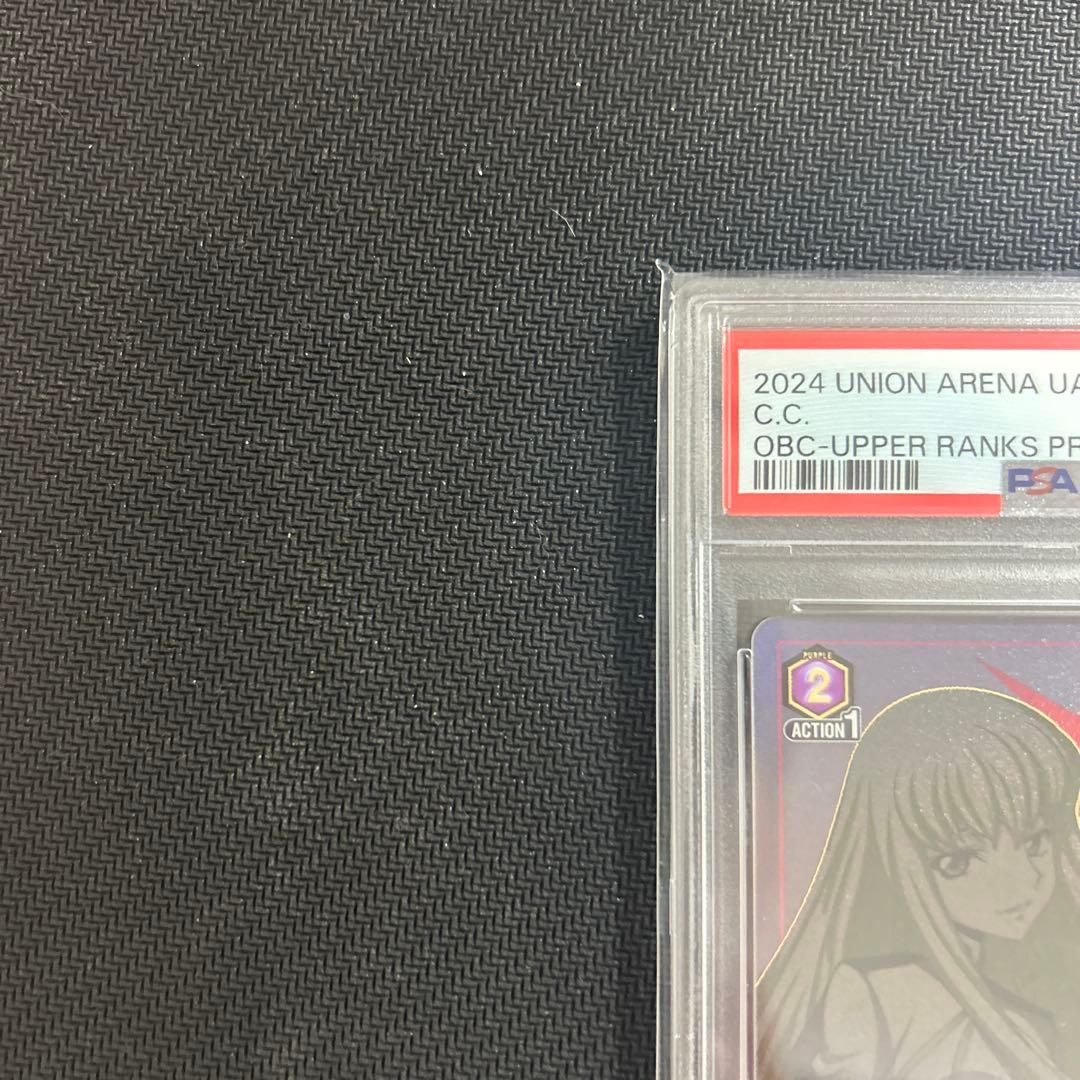 2024 UNION ARENA UA
C.C.
OBC-UPPER RANKS PR
PSA
PURPLE
2
ACTION 1